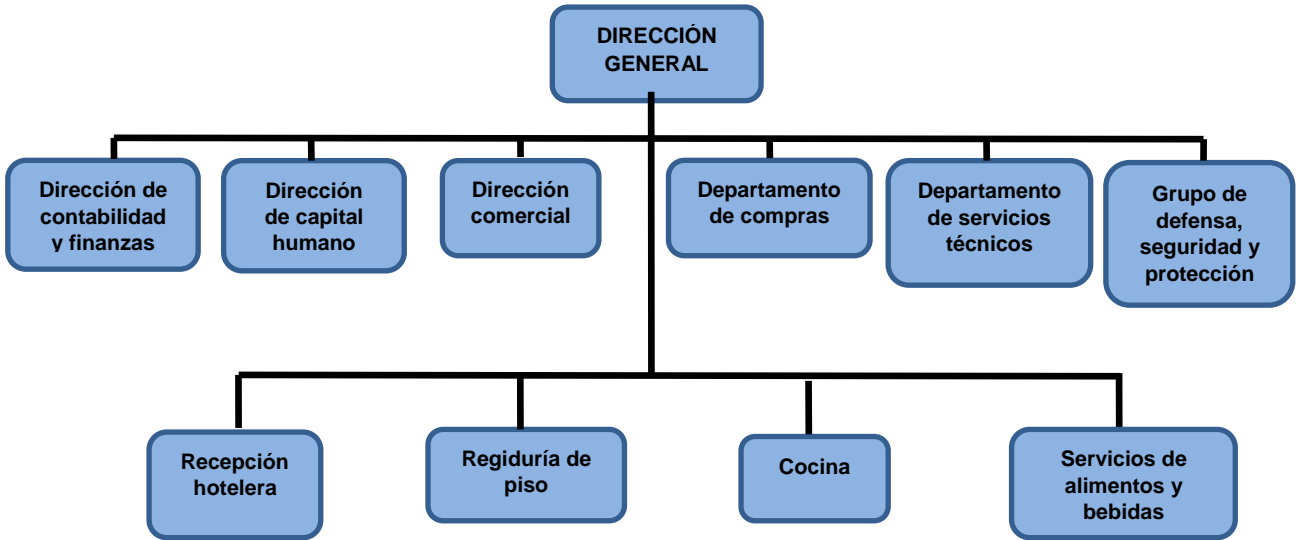 DIRECCIÓN
GENERAL
Dirección de
contabilidad
y finanzas
Dirección
de capital
humano
Dirección
comercial
Departamento
de compras
Departamento
de servicios
técnicos
Grupo de
defensa,
seguridad y
protección
Recepción
hotelera
Regiduría de
piso
Cocina
Servicios de
alimentos y
bebidas